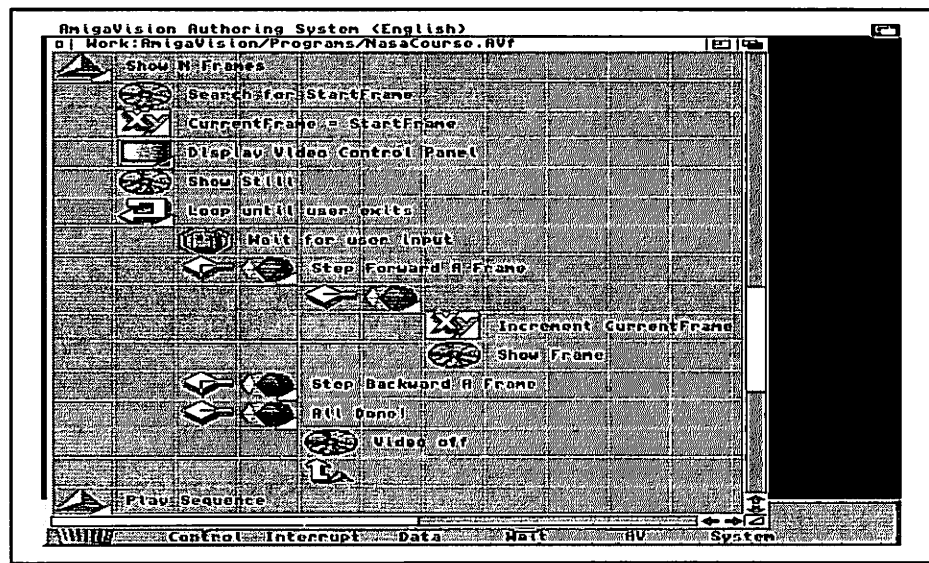 AmigaVision Authoring System (English)
Work:AmigaVision/Programs/NasaCourse.AVf
Show N Frames
Search for StartFrame
CurrentFrame = StartFrame
Display Video Control Panel
Show Still
Loop until user exits
Wait for user input
Step Forward A Frame
Increment CurrentFrame
Show Frame
Step Backward A Frame
All Done!
Video off
Play Sequence
Control Interrupt Data Wait AV System